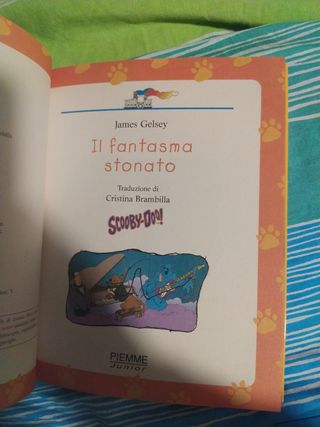 James Gelsey
Il fantasma
stonato
Traduzione di
Cristina Brambilla
SCOOBY-DOO!
PIEMME
Junior